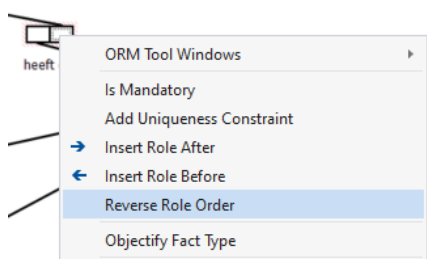 heeft
ORM Tool Windows
Is Mandatory
Add Uniqueness Constraint
Insert Role After
Insert Role Before
Reverse Role Order
Objectify Fact Type